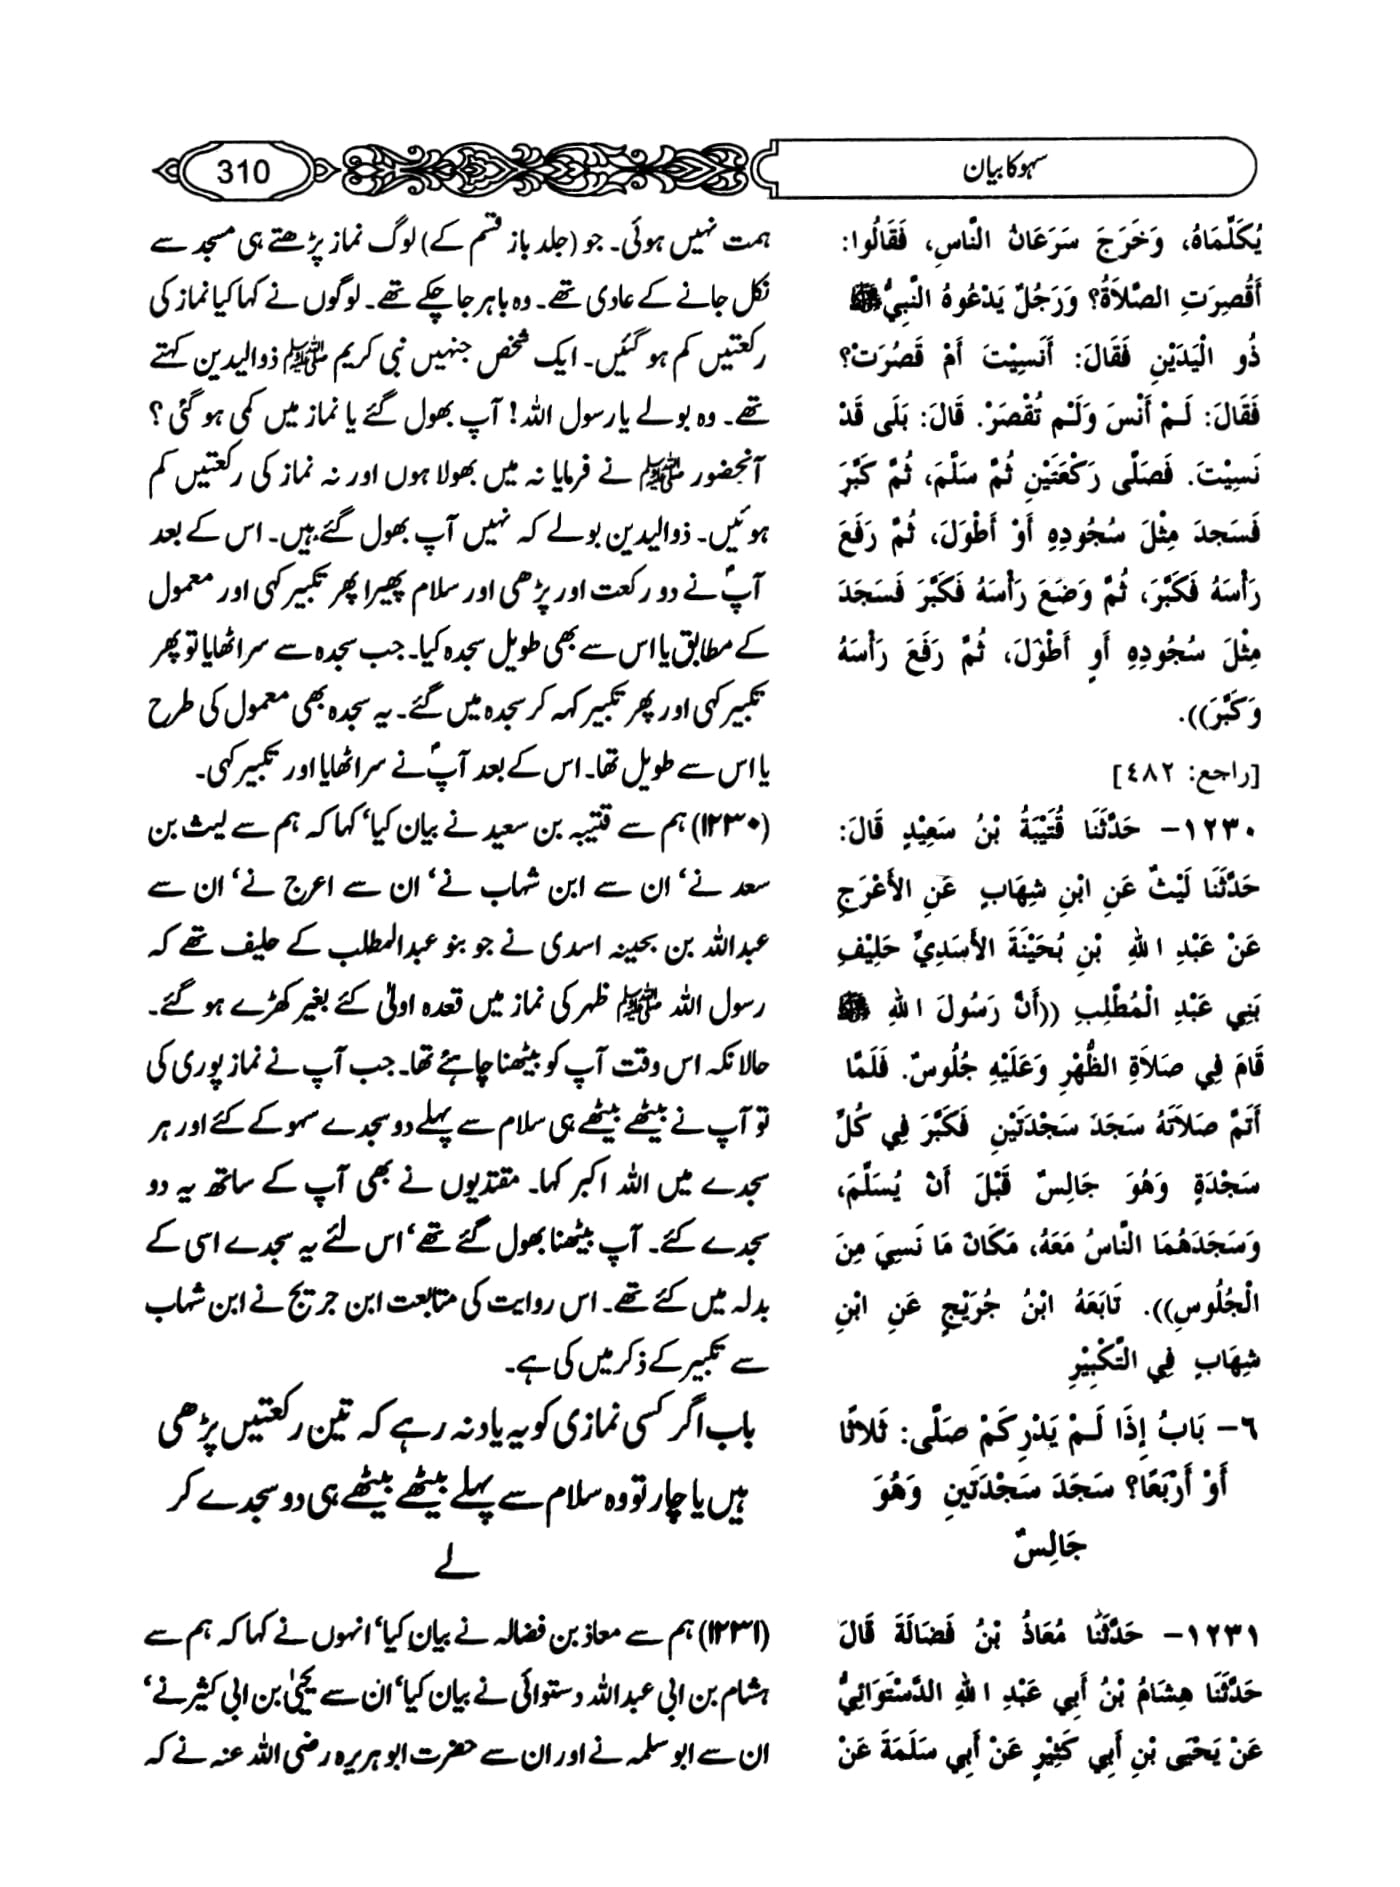 سہو کا بیان
310
يُكَلِّمَاهُ، وَخَرَجَ سَرَعَانُ النَّاسِ، فَقَالُوا:
أَقُصِرَتِ الصَّلاَةُ؟ وَرَجُلٌ يَدْعُوهُ النَّبِيُّ ﷺ
ذُو الْيَدَيْنِ فَقَالَ: أَنَسِيْتَ أَمْ قَصُرَتْ؟
فَقَالَ: لَمْ أَنْسَ وَلَمْ تُقْصَرْ. قَالَ: بَلَى قَدْ
نَسِيْتَ. فَصَلَّى رَكْعَتَيْنِ ثُمَّ سَلَّمَ، ثُمَّ كَبَّرَ
فَسَجدَ مِثْلَ سُجُودِهِ أَوْ أَطْوَلَ، ثُمَّ رَفَعَ
رَأْسَهُ فَكَبَّرَ، ثُمَّ وَضَعَ رَأْسَهُ فَكَبَّرَ فَسَجَدَ
مِثْلَ سُجُودِهِ أَوِ أَطْوَلَ، ثُمَّ رَفَعَ رَأْسَهُ
وَكَبَّرَ)).
[راجع: ٤٨٢]
١٢٣٠- حَدَّثَنَا قُتَيْبَةُ بْنُ سَعِيْدٍ قَالَ:
حَدَّثَنَا لَيْثٌ عَنِ ابْنِ شِهَابٍ عَنِ الأَعْرَجِ
عَنْ عَبْدِ اللهِ بْنِ بُحَيْنَةَ الأَسَدِيِّ حَلِيْفِ
بَنِي عَبْدِ الْمُطَّلِبِ ((أَنَّ رَسُولَ اللهِ ﷺ
قَامَ فِي صَلاَةِ الظُّهْرِ وَعَلَيْهِ جُلُوسٌ. فَلَمَّا
أَتَمَّ صَلاَتَهُ سَجَدَ سَجْدَتَيْنِ فَكَبَّرَ فِي كُلِّ
سَجْدَةٍ وَهُوَ جَالِسٌ قَبْلَ أَنْ يُسَلِّمَ،
وَسَجَدَهُمَا النَّاسُ مَعَهُ، مَكَانَ مَا نَسِيَ مِنَ
الْجُلُوسِ)). تَابَعَهُ ابْنُ جُرَيْجٍ عَنِ ابْنِ
شِهَابٍ فِي التَّكْبِيْرِ
٦- بَابُ إِذَا لَمْ يَدْرِ كَمْ صَلَّى: ثَلاَثًا
أَوْ أَرْبَعًا؟ سَجَدَ سَجْدَتَينِ وَهُوَ
جَالِسٌ
١٢٣١- حَدَّثَنَا مُعَاذُ بْنُ فَضَالَةَ قَالَ
حَدَّثَنَا هِشَامُ بْنُ أَبِي عَبْدِ اللهِ الدَّسْتَوَائِيُّ
عَنْ يَحْيَى بْنِ أَبِي كَثِيْرٍ عَنْ أَبِي سَلَمَةَ عَنْ
ہمت نہیں ہوئی۔ جو (جلد باز قسم کے) لوگ نماز پڑھتے ہی مسجد سے
نکل جانے کے عادی تھے۔ وہ باہر جا چکے تھے۔ لوگوں نے کہا کیا نماز کی
رکعتیں کم ہو گئیں۔ ایک شخص جنہیں نبی کریم ﷺ ذوالیدین کہتے
تھے۔ وہ بولے یا رسول اللہ! آپ بھول گئے یا نماز میں کمی ہو گئی؟
آنحضور ﷺ نے فرمایا نہ میں بھولا ہوں اور نہ نماز کی رکعتیں کم
ہوئیں۔ ذوالیدین بولے کہ نہیں آپ بھول گئے ہیں۔ اس کے بعد
آپؐ نے دو رکعت اور پڑھی اور سلام پھیرا پھر تکبیر کہی اور معمول
کے مطابق یا اس سے بھی طویل سجدہ کیا۔ جب سجدہ سے سر اٹھایا تو پھر
تکبیر کہی اور پھر تکبیر کہہ کر سجدہ میں گئے۔ یہ سجدہ بھی معمول کی طرح
یا اس سے طویل تھا۔ اس کے بعد آپؐ نے سر اٹھایا اور تکبیر کہی۔
(۱۲۳۰) ہم سے قتیبہ بن سعید نے بیان کیا‘ کہا کہ ہم سے لیث بن
سعد نے‘ ان سے ابن شہاب نے‘ ان سے اعرج نے‘ ان سے
عبداللہ بن بحینہ اسدی نے جو بنو عبدالمطلب کے حلیف تھے کہ
رسول اللہ ﷺ ظہر کی نماز میں قعدہ اولیٰ کئے بغیر کھڑے ہو گئے۔
حالانکہ اس وقت آپ کو بیٹھنا چاہئے تھا۔ جب آپ نے نماز پوری کی
تو آپ نے بیٹھے بیٹھے ہی سلام سے پہلے دو سجدے سہو کے کئے اور ہر
سجدے میں اللہ اکبر کہا۔ مقتدیوں نے بھی آپ کے ساتھ یہ دو
سجدے کئے۔ آپ بیٹھنا بھول گئے تھے‘ اس لئے یہ سجدے اسی کے
بدلہ میں کئے تھے۔ اس روایت کی متابعت ابن جریج نے ابن شہاب
سے تکبیر کے ذکر میں کی ہے۔
باب اگر کسی نمازی کو یہ یاد نہ رہے کہ تین رکعتیں پڑھی
ہیں یا چار تو وہ سلام سے پہلے بیٹھے بیٹھے ہی دو سجدے کر
لے
(۱۲۳۱) ہم سے معاذ بن فضالہ نے بیان کیا‘ انہوں نے کہا کہ ہم سے
ہشام بن ابی عبداللہ دستوائی نے بیان کیا‘ ان سے یحییٰ بن ابی کثیر نے‘
ان سے ابو سلمہ نے اور ان سے حضرت ابو ہریرہ رضی اللہ عنہ نے کہ